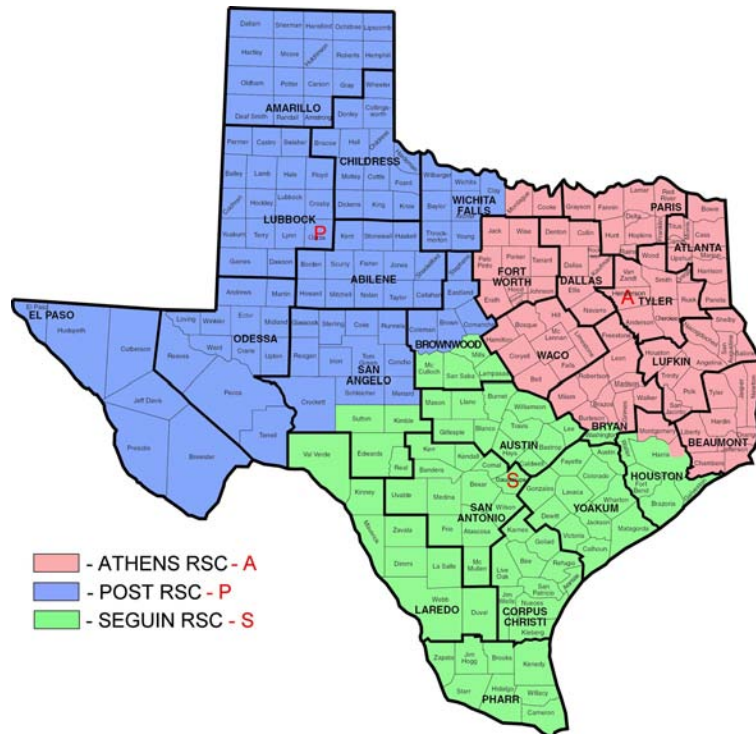 Dallam Sherman Hansford Ochiltree Lipscomb
Hartley Moore Hutchinson Roberts Hemphill
Oldham Potter Carson Gray Wheeler
AMARILLO
Deaf Smith Randall Armstrong Donley Collingsworth
Parmer Castro Swisher Briscoe Hall Childress
CHILDRESS
Bailey Lamb Hale Floyd Motley Cottle Foard Wilbarger Wichita Clay
WICHITA FALLS
Cochran Hockley Lubbock Crosby Dickens King Knox Baylor
LUBBOCK
P
Yoakum Terry Lynn Garza Kent Stonewall Haskell Throckmorton Young
Gaines Dawson Borden Scurry Fisher Jones Shackelford Stephens
ABILENE
Andrews Martin Howard Mitchell Nolan Taylor Callahan Eastland
Montague Cooke Grayson Fannin Lamar Red River Bowie
PARIS
Delta Hunt Hopkins Titus Cass
ATLANTA
Jack Wise Denton Collin Wood Upshur Marion
Palo Pinto Parker Tarrant Dallas Van Zandt Smith Harrison
FORT WORTH
DALLAS
A
TYLER
Erath Hood Johnson Ellis Navarro Henderson Rusk Panola
Anderson Cherokee Shelby
El Paso
EL PASO
Hudspeth Culberson Loving Winkler Ector Midland Glasscock Sterling Coke Runnels Coleman Brown Comanche
ODESSA
BROWNWOOD
Reeves Ward Crane Upton Reagan Irion Tom Green Concho
SAN ANGELO
Jeff Davis Pecos Crockett Schleicher Menard
Presidio Brewster Terrell
Hamilton Bosque Hill McLennan Limestone Freestone
WACO
Coryell Bell Falls
Mills Lampasas McCulloch San Saba
Leon Houston Nacogdoches San Augustine
LUFKIN
Trinity Angelina Polk Tyler Jasper Newton
Robertson Madison Walker San Jacinto
Milam Brazos Burleson Grimes Washington
BRYAN
Hardin Liberty Montgomery
BEAUMONT
Chambers Jefferson Orange
Sutton Kimble Mason Llano Burnet Williamson
Gillespie Blanco Travis Lee
AUSTIN
Hays Bastrop Caldwell
Harris
HOUSTON
Fort Bend Brazoria Galveston
Val Verde Edwards Real Kerr Kendall Bandera Comal
Fayette Austin Colorado
Kinney Uvalde Medina Bexar Guadalupe Gonzales Lavaca Wharton
S
SAN ANTONIO
YOAKUM
Wilson Dewitt Jackson Matagorda
Maverick Zavala Frio Atascosa Karnes Goliad Victoria Calhoun
Dimmit La Salle McMullen Live Oak Bee Refugio Aransas
Webb Duval Jim Wells San Patricio Nueces
LAREDO
CORPUS CHRISTI
Kleberg
Zapata Jim Hogg Brooks Kenedy
Starr Hidalgo Willacy
PHARR
Cameron
- ATHENS RSC - A
- POST RSC - P
- SEGUIN RSC - S